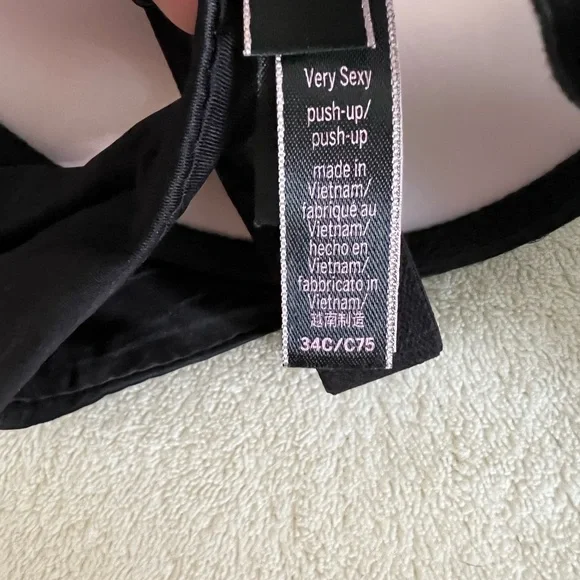 Very Sexy
push-up/
push-up
made in
Vietnam/
fabriqué au
Vietnam/
hecho en
Vietnam/
fabbricato in
Vietnam/
越南制造
34C/C75